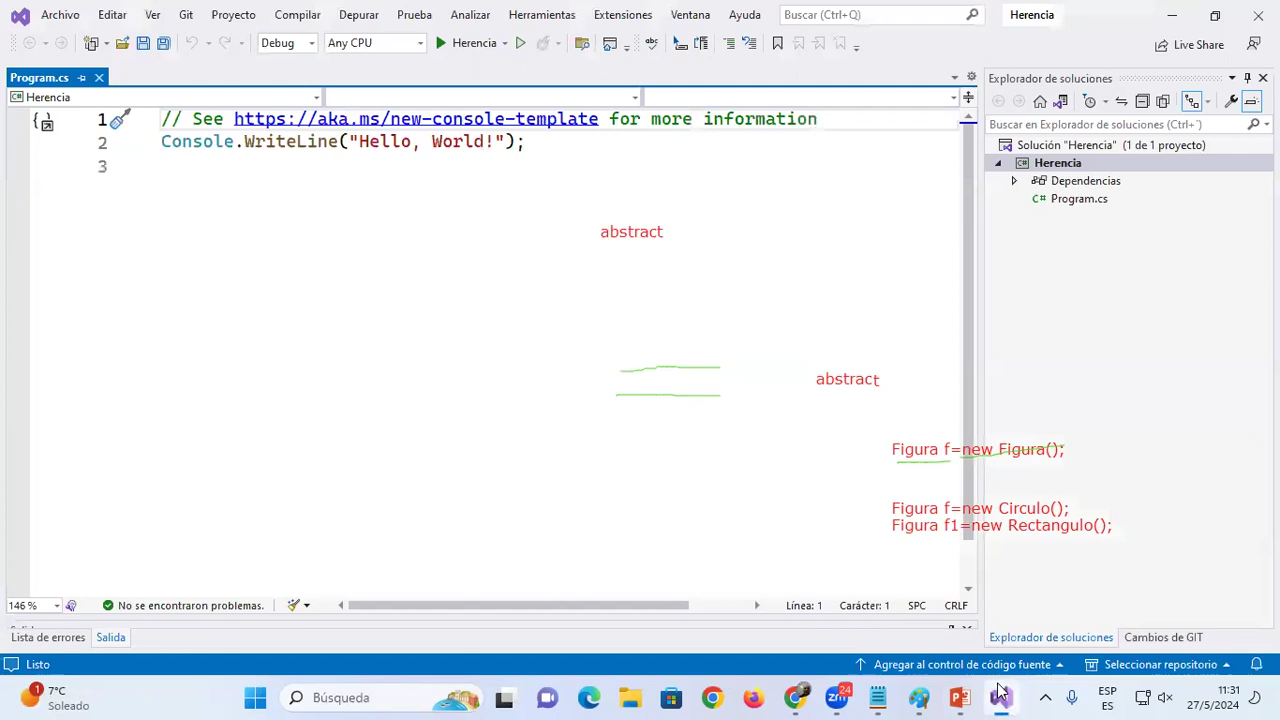 Archivo Editar Ver Git Proyecto Compilar Depurar Prueba Analizar Herramientas Extensiones Ventana Ayuda Buscar (Ctrl+Q) Herencia
Debug Any CPU Herencia Live Share
Program.cs
Explorador de soluciones
Herencia
Buscar en Explorador de soluciones (Ctrl+´)
1 // See https://aka.ms/new-console-template for more information
2 Console.WriteLine("Hello, World!");
3
Solución "Herencia" (1 de 1 proyecto)
Herencia
Dependencias
C# Program.cs
abstract
abstract
Figura f=new Figura();
Figura f=new Circulo();
Figura f1=new Rectangulo();
146 % No se encontraron problemas. Línea: 1 Carácter: 1 SPC CRLF
Lista de errores Salida
Explorador de soluciones Cambios de GIT
Listo Agregar al control de código fuente Seleccionar repositorio
1 7°C
Soleado
Búsqueda
24
ESP
ES
11:31
27/5/2024